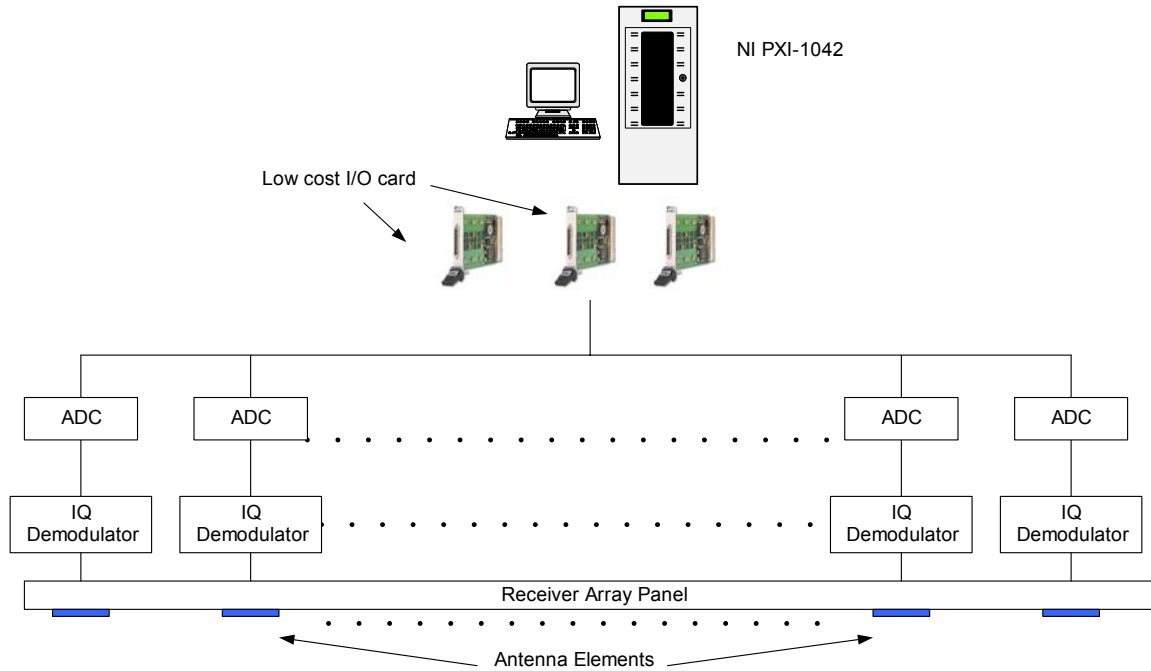 NI PXI-1042
Low cost I/O card
ADC
ADC
ADC
ADC
IQ
Demodulator
IQ
Demodulator
IQ
Demodulator
IQ
Demodulator
Receiver Array Panel
Antenna Elements